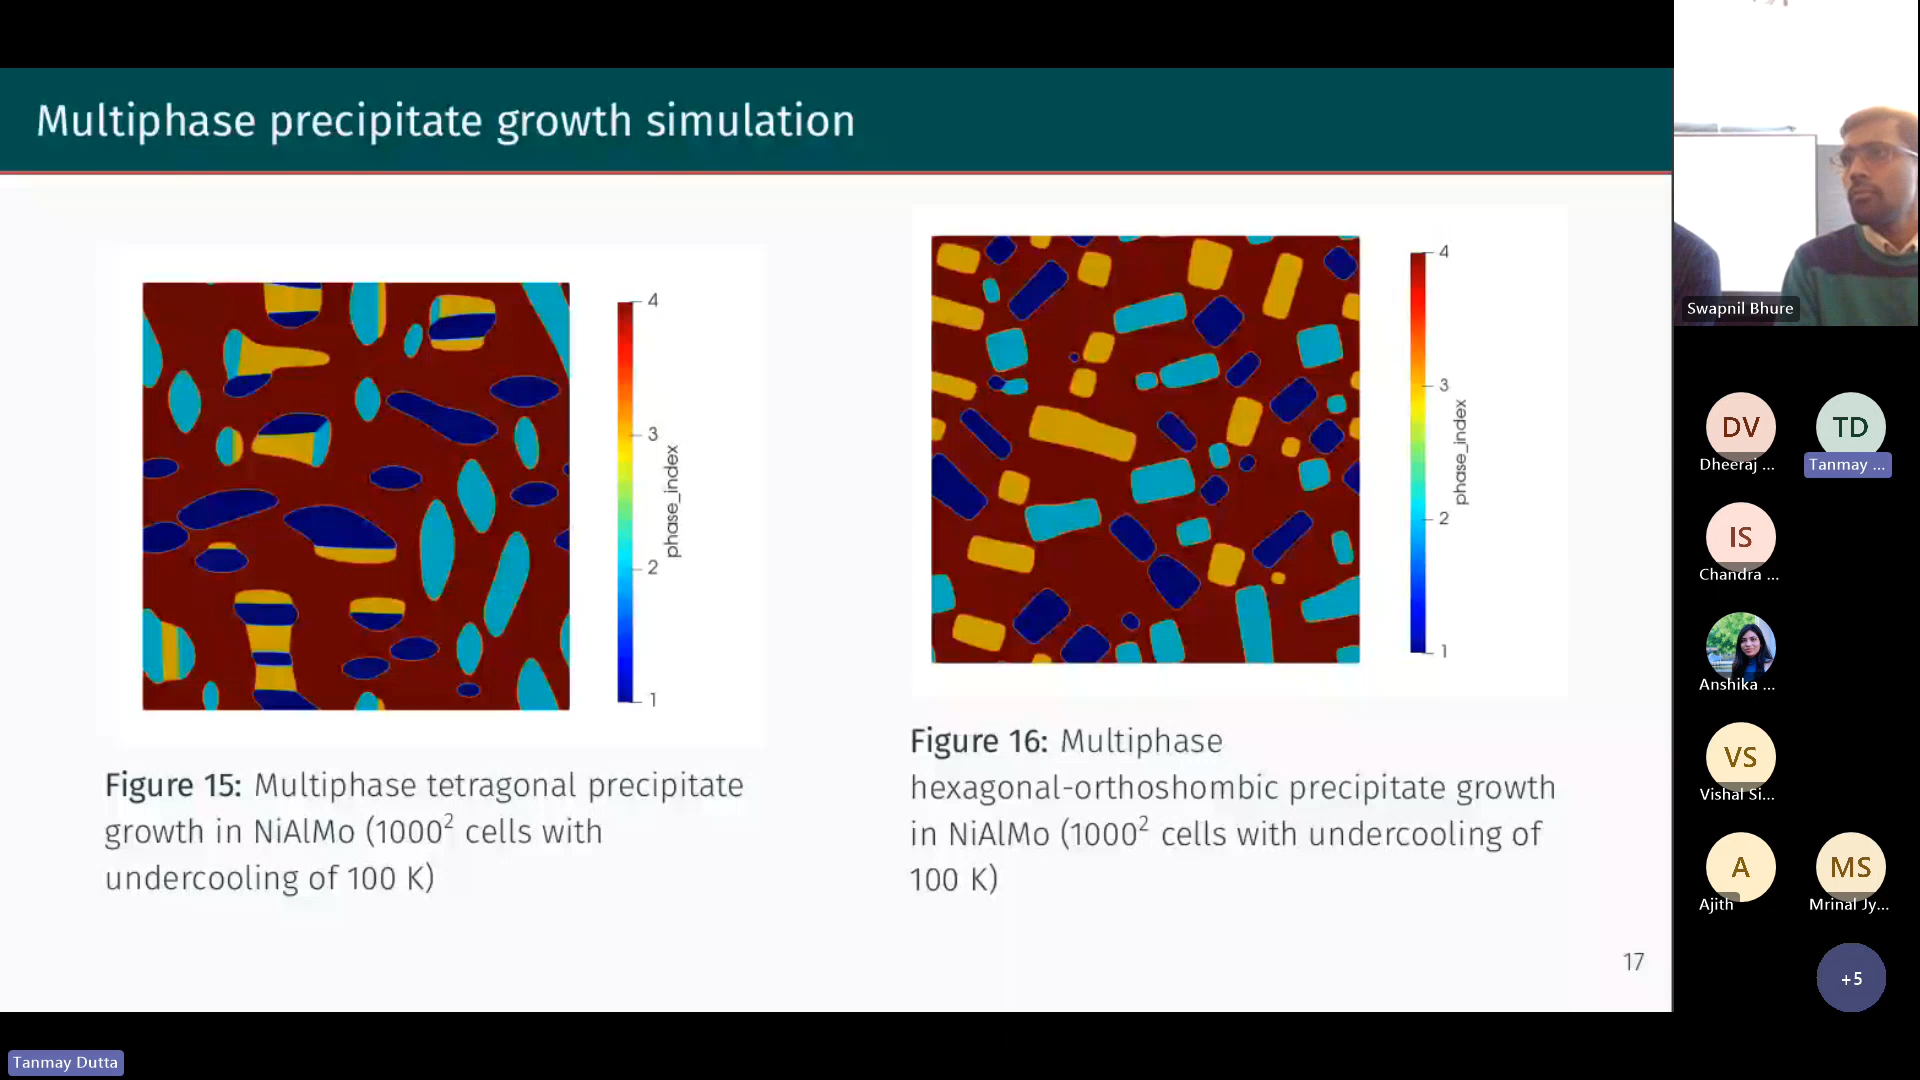 Multiphase precipitate growth simulation
4
3
2
1
phase_index
4
3
2
1
phase_index
Figure 15: Multiphase tetragonal precipitate
growth in NiAlMo (1000² cells with
undercooling of 100 K)
Figure 16: Multiphase
hexagonal-orthoshombic precipitate growth
in NiAlMo (1000² cells with undercooling of
100 K)
17
Swapnil Bhure
DV
Dheeraj ...
TD
Tanmay ...
IS
Chandra ...
Anshika ...
VS
Vishal Si...
A
Ajith
MS
Mrinal Jy...
+5
Tanmay Dutta